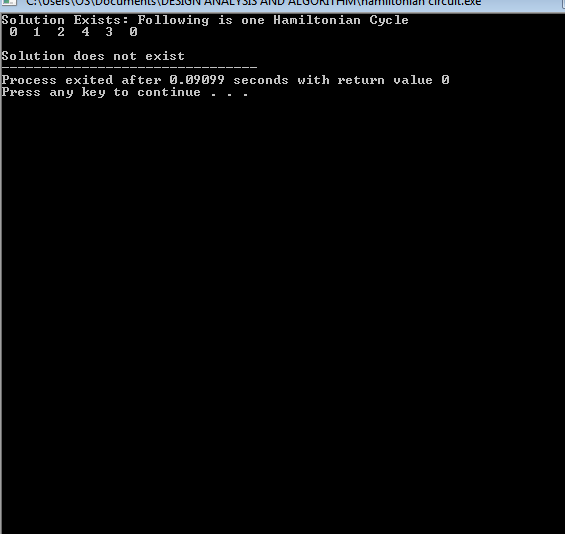 C:\Users\OS\Documents\DESIGN ANALYSIS AND ALGORITHM\hamiltonian circuit.exe
Solution Exists: Following is one Hamiltonian Cycle
0 1 2 4 3 0
Solution does not exist
--------------------------------
Process exited after 0.09099 seconds with return value 0
Press any key to continue . . .